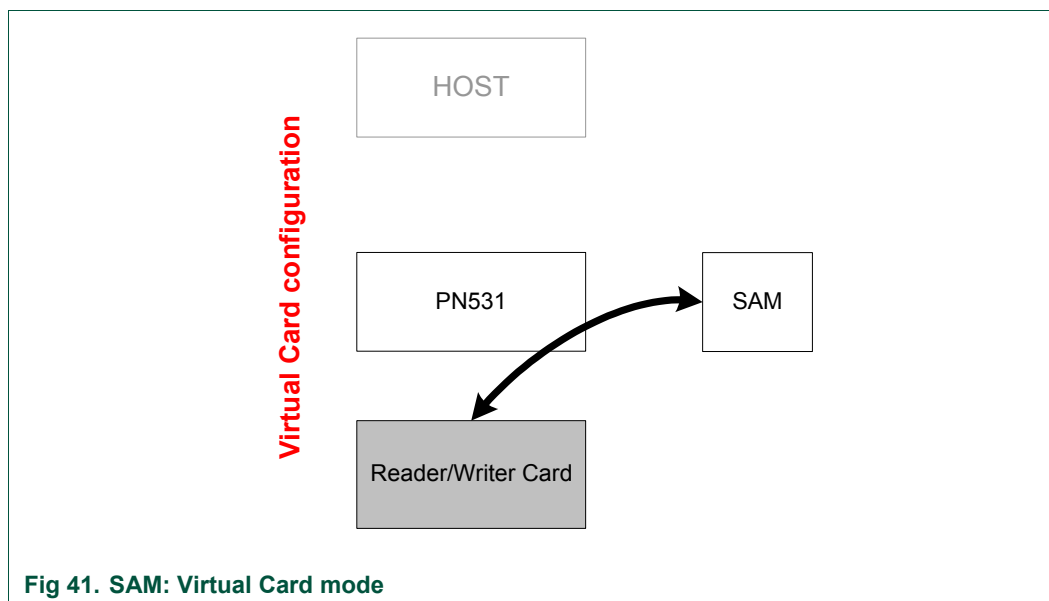 HOST
Virtual Card configuration
PN531
SAM
Reader/Writer Card
Fig 41. SAM: Virtual Card mode